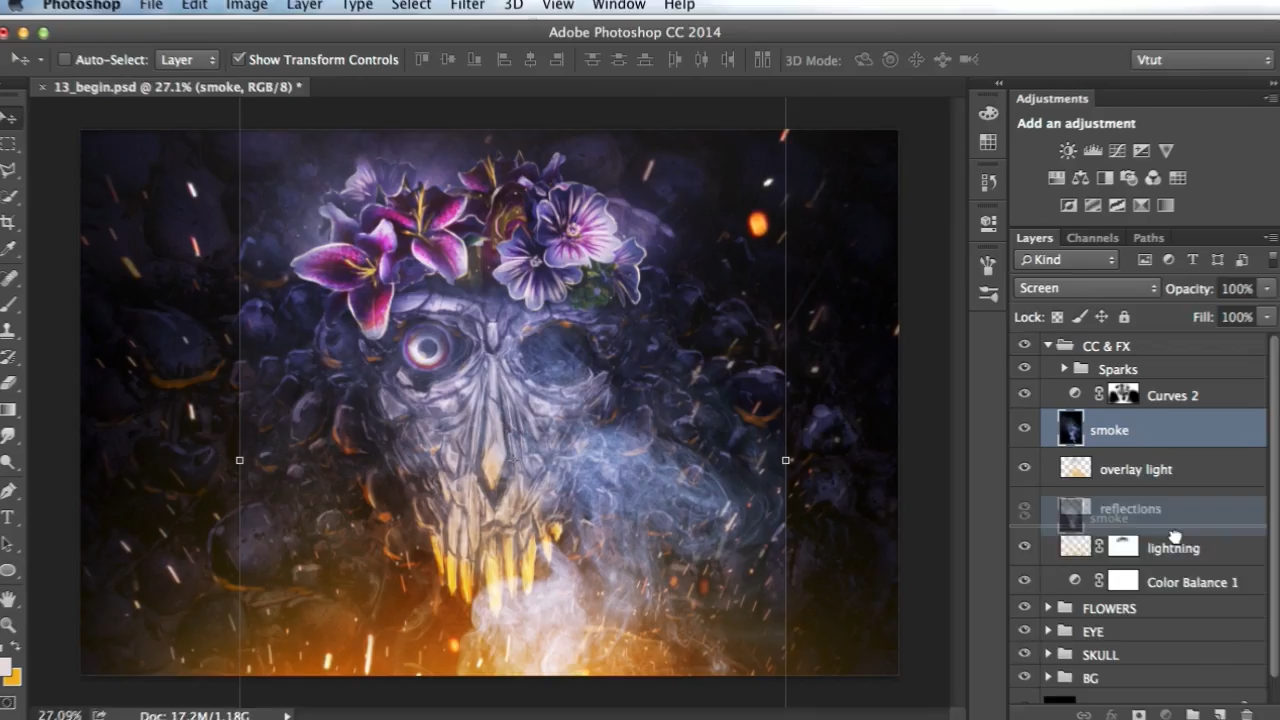 Photoshop File Edit Image Layer Type Select Filter 3D View Window Help
Adobe Photoshop CC 2014
Auto-Select: Layer Show Transform Controls 3D Mode: Vtut
13_begin.psd @ 27.1% (smoke, RGB/8) *
Adjustments
Add an adjustment
Layers Channels Paths
Kind
Screen Opacity: 100%
Lock: Fill: 100%
CC & FX
Sparks
Curves 2
smoke
overlay light
reflections
smoke
lightning
Color Balance 1
FLOWERS
EYE
SKULL
BG
27.09% Doc: 17.2M/1.18G